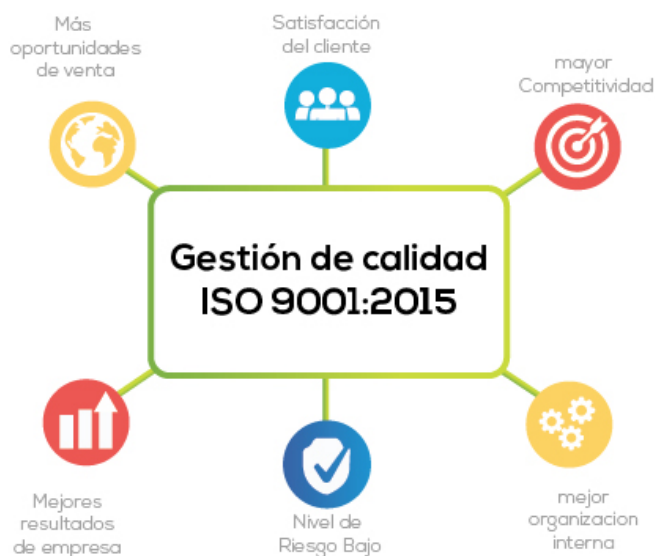 Más
oportunidades
de venta
Satisfacción
del cliente
mayor
Competitividad
Gestión de calidad
ISO 9001:2015
Mejores
resultados
de empresa
Nivel de
Riesgo Bajo
mejor
organizacion
interna